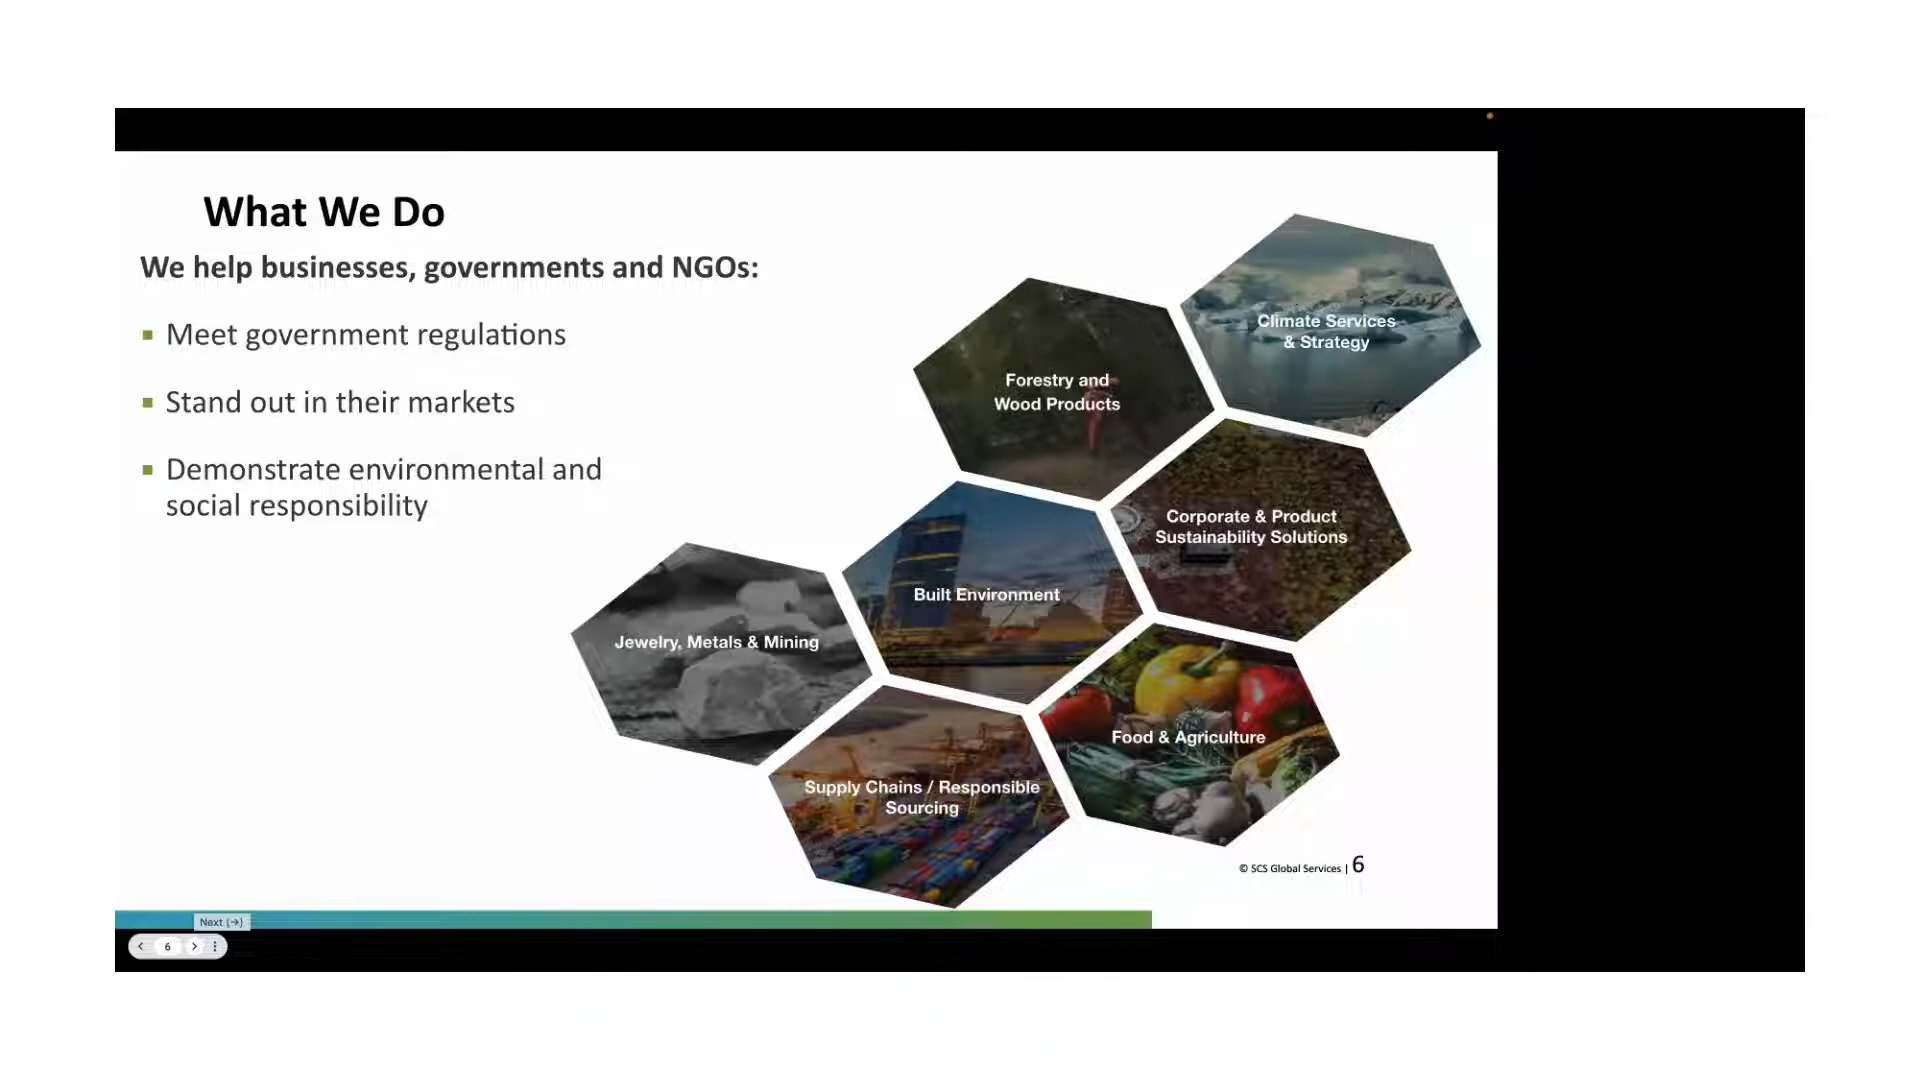 What We Do
We help businesses, governments and NGOs:
Meet government regulations
Stand out in their markets
Demonstrate environmental and
social responsibility
Climate Services
& Strategy
Forestry and
Wood Products
Corporate & Product
Sustainability Solutions
Built Environment
Jewelry, Metals & Mining
Food & Agriculture
Supply Chains / Responsible
Sourcing
© SCS Global Services | 6
Next (→)
6